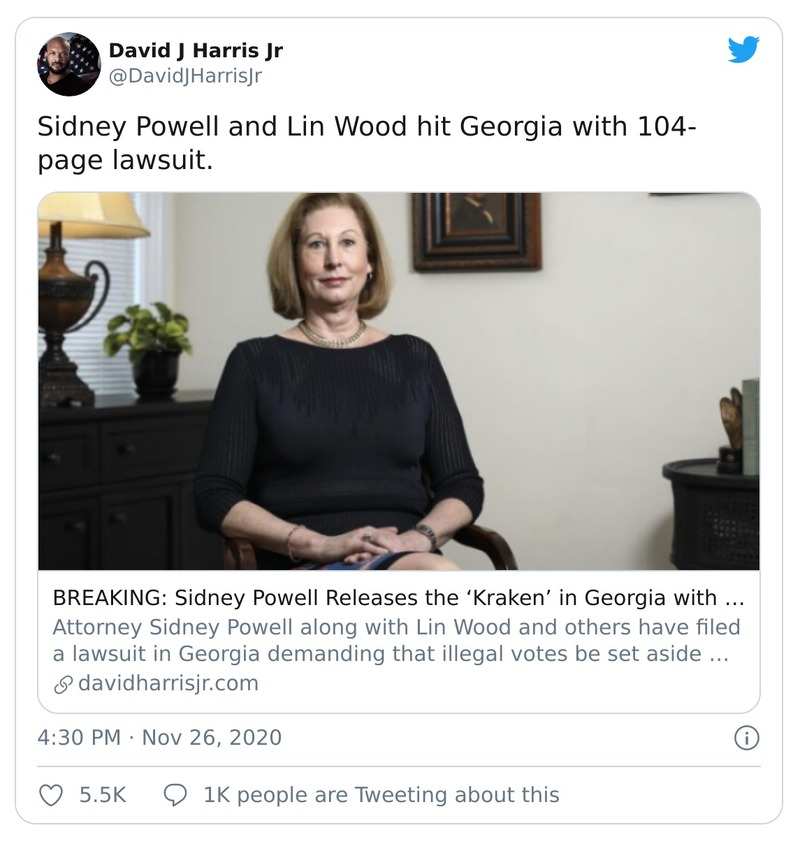 David J Harris Jr
@DavidJHarrisJr
Sidney Powell and Lin Wood hit Georgia with 104-
page lawsuit.
BREAKING: Sidney Powell Releases the ‘Kraken’ in Georgia with …
Attorney Sidney Powell along with Lin Wood and others have filed
a lawsuit in Georgia demanding that illegal votes be set aside …
davidharrisjr.com
4:30 PM · Nov 26, 2020
5.5K 1K people are Tweeting about this